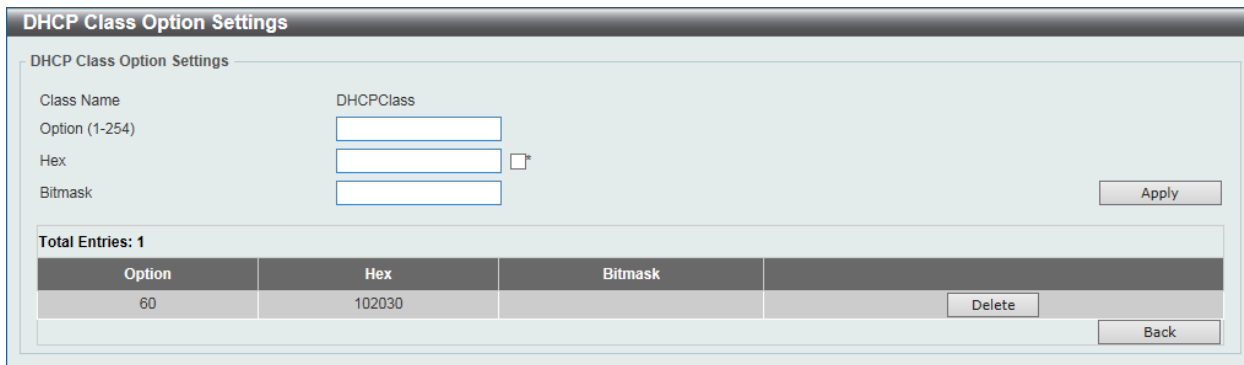 DHCP Class Option Settings
DHCP Class Option Settings
Class Name DHCPClass
Option (1-254)
Hex *
Bitmask Apply
Total Entries: 1
Option Hex Bitmask
60 102030 Delete
Back